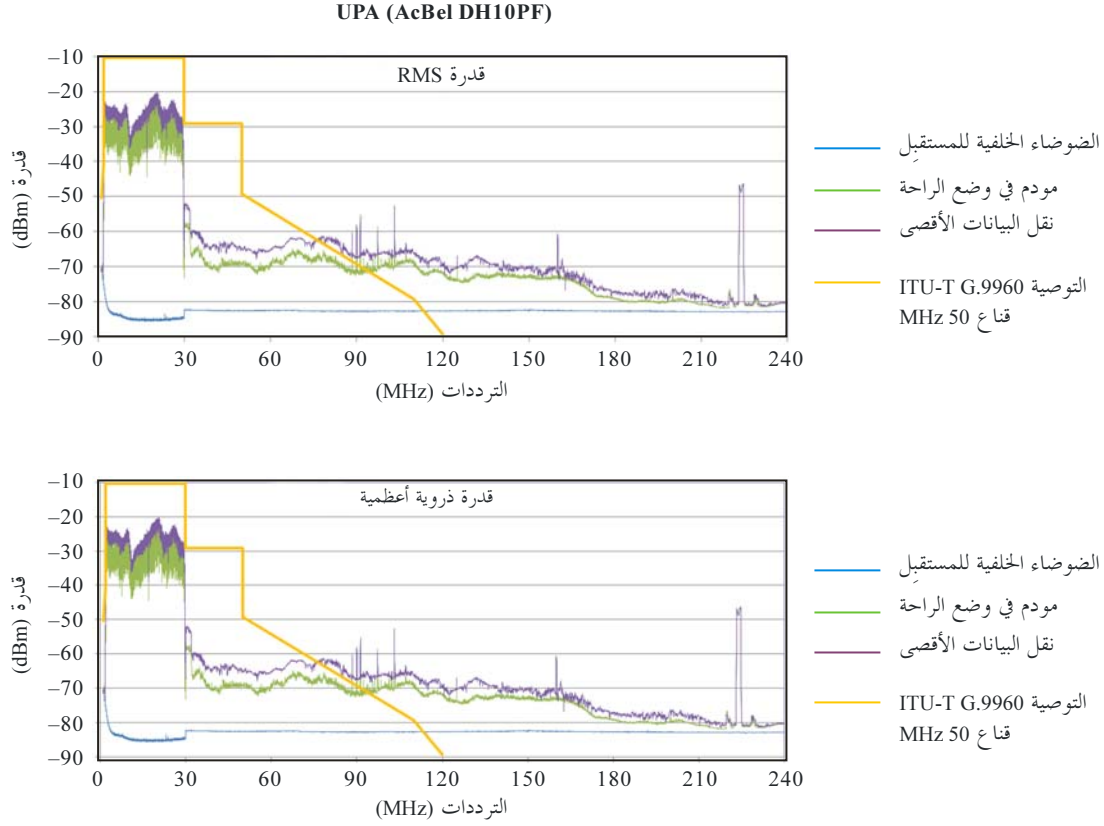 UPA (AcBel DH10PF)
قدرة RMS
قدرة (dBm)
–10
–20
–30
–40
–50
–60
–70
–80
–90
0 30 60 90 120 150 180 210 240
الترددات (MHz)
الضوضاء الخلفية للمستقبِل
مودم في وضع الراحة
نقل البيانات الأقصى
التوصية ITU-T G.9960
قناع 50 MHz
قدرة ذروية أعظمية
قدرة (dBm)
–10
–20
–30
–40
–50
–60
–70
–80
–90
0 30 60 90 120 150 180 210 240
الترددات (MHz)
الضوضاء الخلفية للمستقبِل
مودم في وضع الراحة
نقل البيانات الأقصى
التوصية ITU-T G.9960
قناع 50 MHz